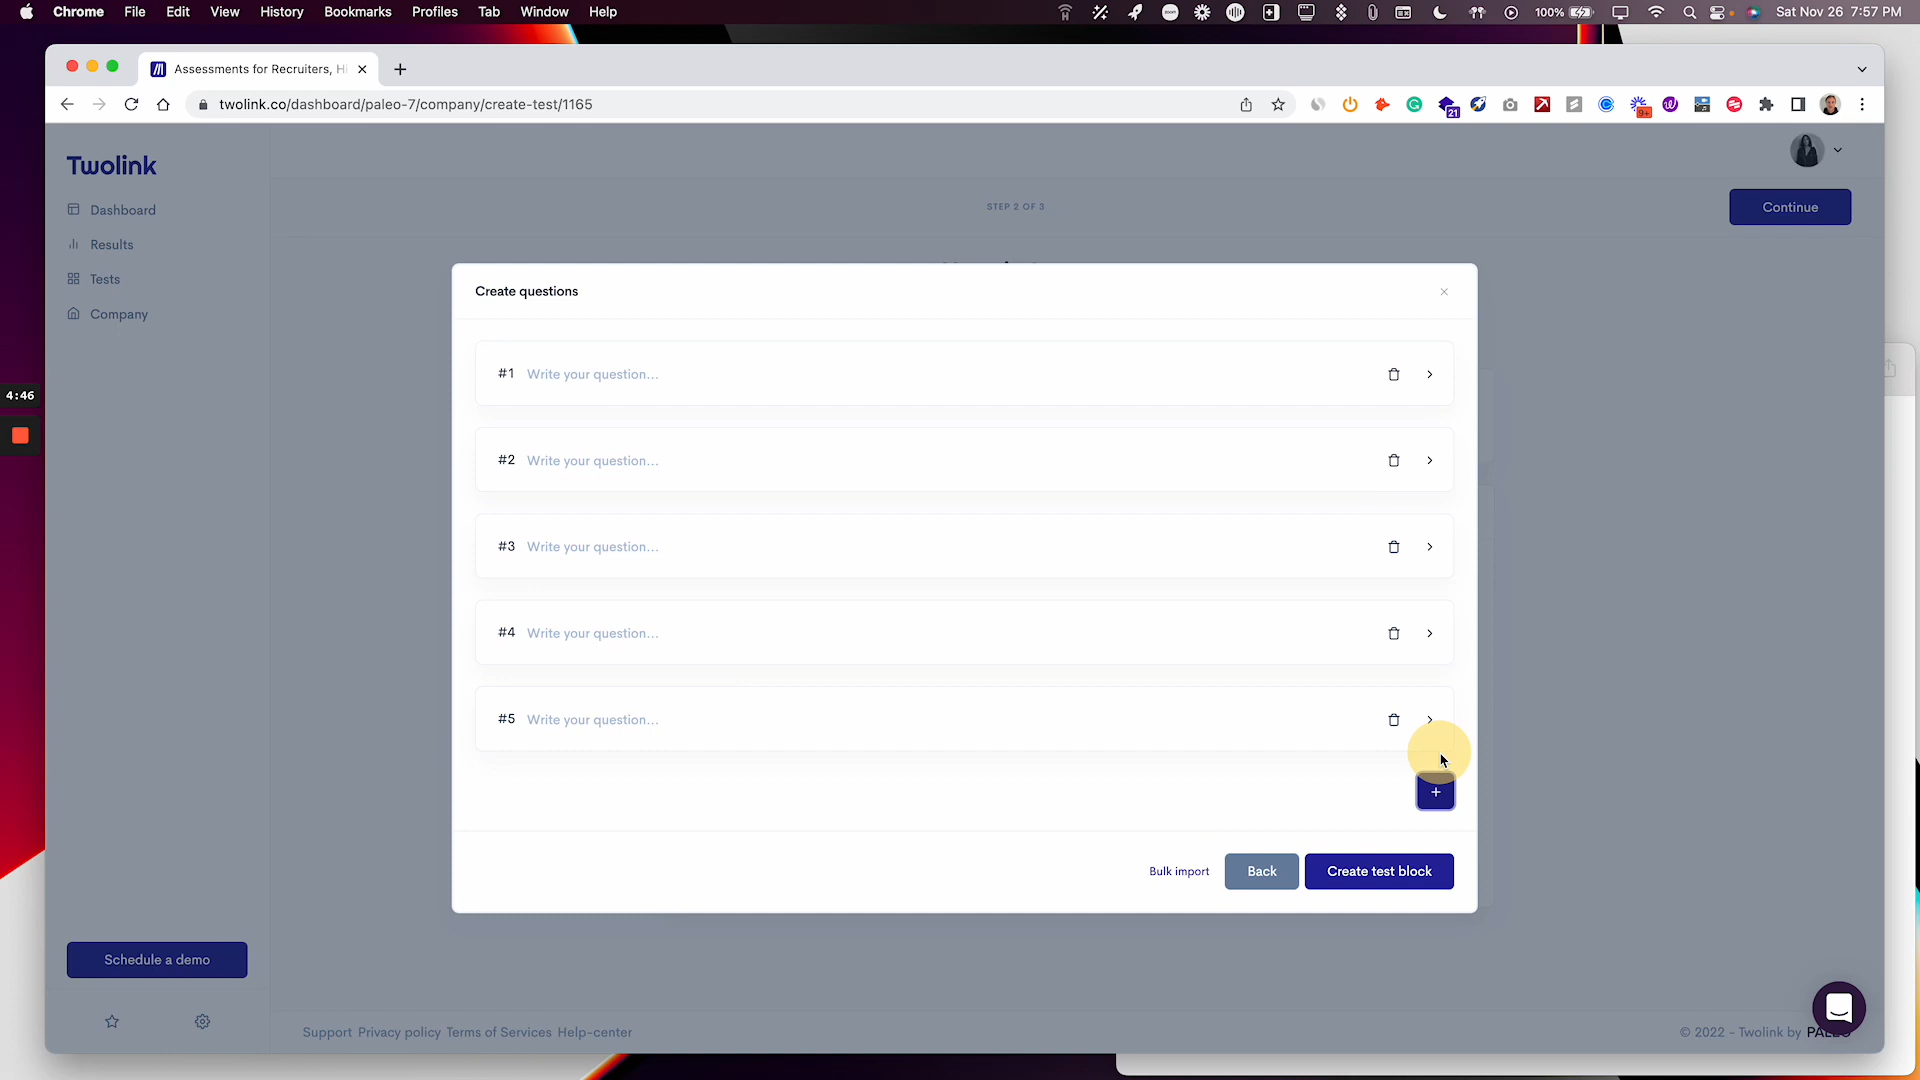 Chrome File Edit View History Bookmarks Profiles Tab Window Help
zoom
100%
Sat Nov 26 7:57 PM
Assessments for Recruiters, Hi
twolink.co/dashboard/paleo-7/company/create-test/1165
21
9+
Twolink
Dashboard
Results
Tests
Company
STEP 2 OF 3
Continue
Create questions
#1 Write your question...
#2 Write your question...
#3 Write your question...
#4 Write your question...
#5 Write your question...
+
Bulk import
Back
Create test block
4:46
Schedule a demo
Support Privacy policy Terms of Services Help-center
© 2022 - Twolink by